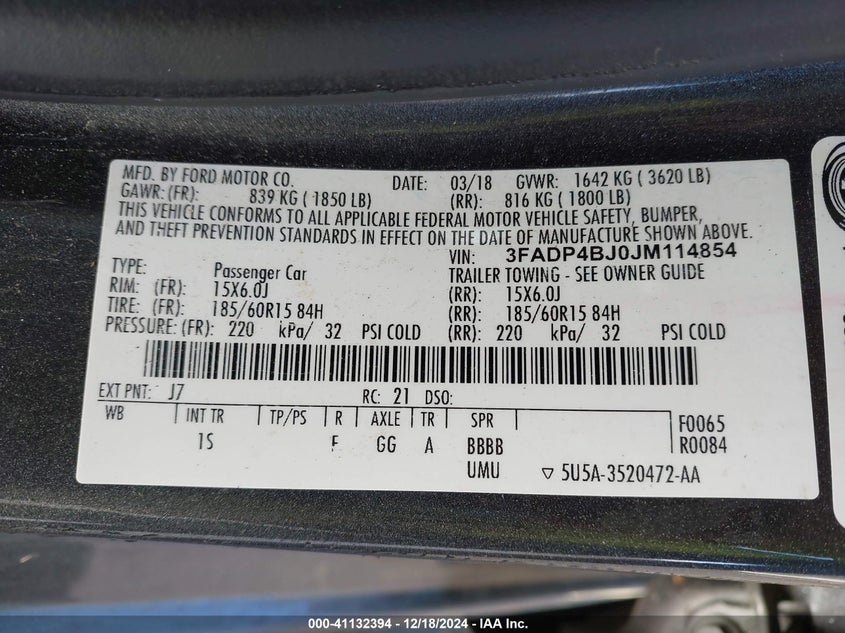 MFD. BY FORD MOTOR CO. DATE: 03/18 GVWR: 1642 KG ( 3620 LB)
GAWR: (FR): 839 KG ( 1850 LB) (RR): 816 KG ( 1800 LB)
THIS VEHICLE CONFORMS TO ALL APPLICABLE FEDERAL MOTOR VEHICLE SAFETY, BUMPER,
AND THEFT PREVENTION STANDARDS IN EFFECT ON THE DATE OF MANUFACTURE SHOWN ABOVE.
VIN: 3FADP4BJ0JM114854
TYPE: Passenger Car TRAILER TOWING - SEE OWNER GUIDE
RIM: (FR): 15X6.0J (RR): 15X6.0J
TIRE: (FR): 185/60R15 84H (RR): 185/60R15 84H
PRESSURE: (FR): 220 kPa/ 32 PSI COLD (RR): 220 kPa/ 32 PSI COLD
EXT PNT: J7 RC: 21 DSO:
WB INT TR TP/PS R AXLE TR SPR F0065
1S F GG A BBBB R0084
UMU ▽ 5U5A-3520472-AA
000-41132394 - 12/18/2024 - IAA Inc.